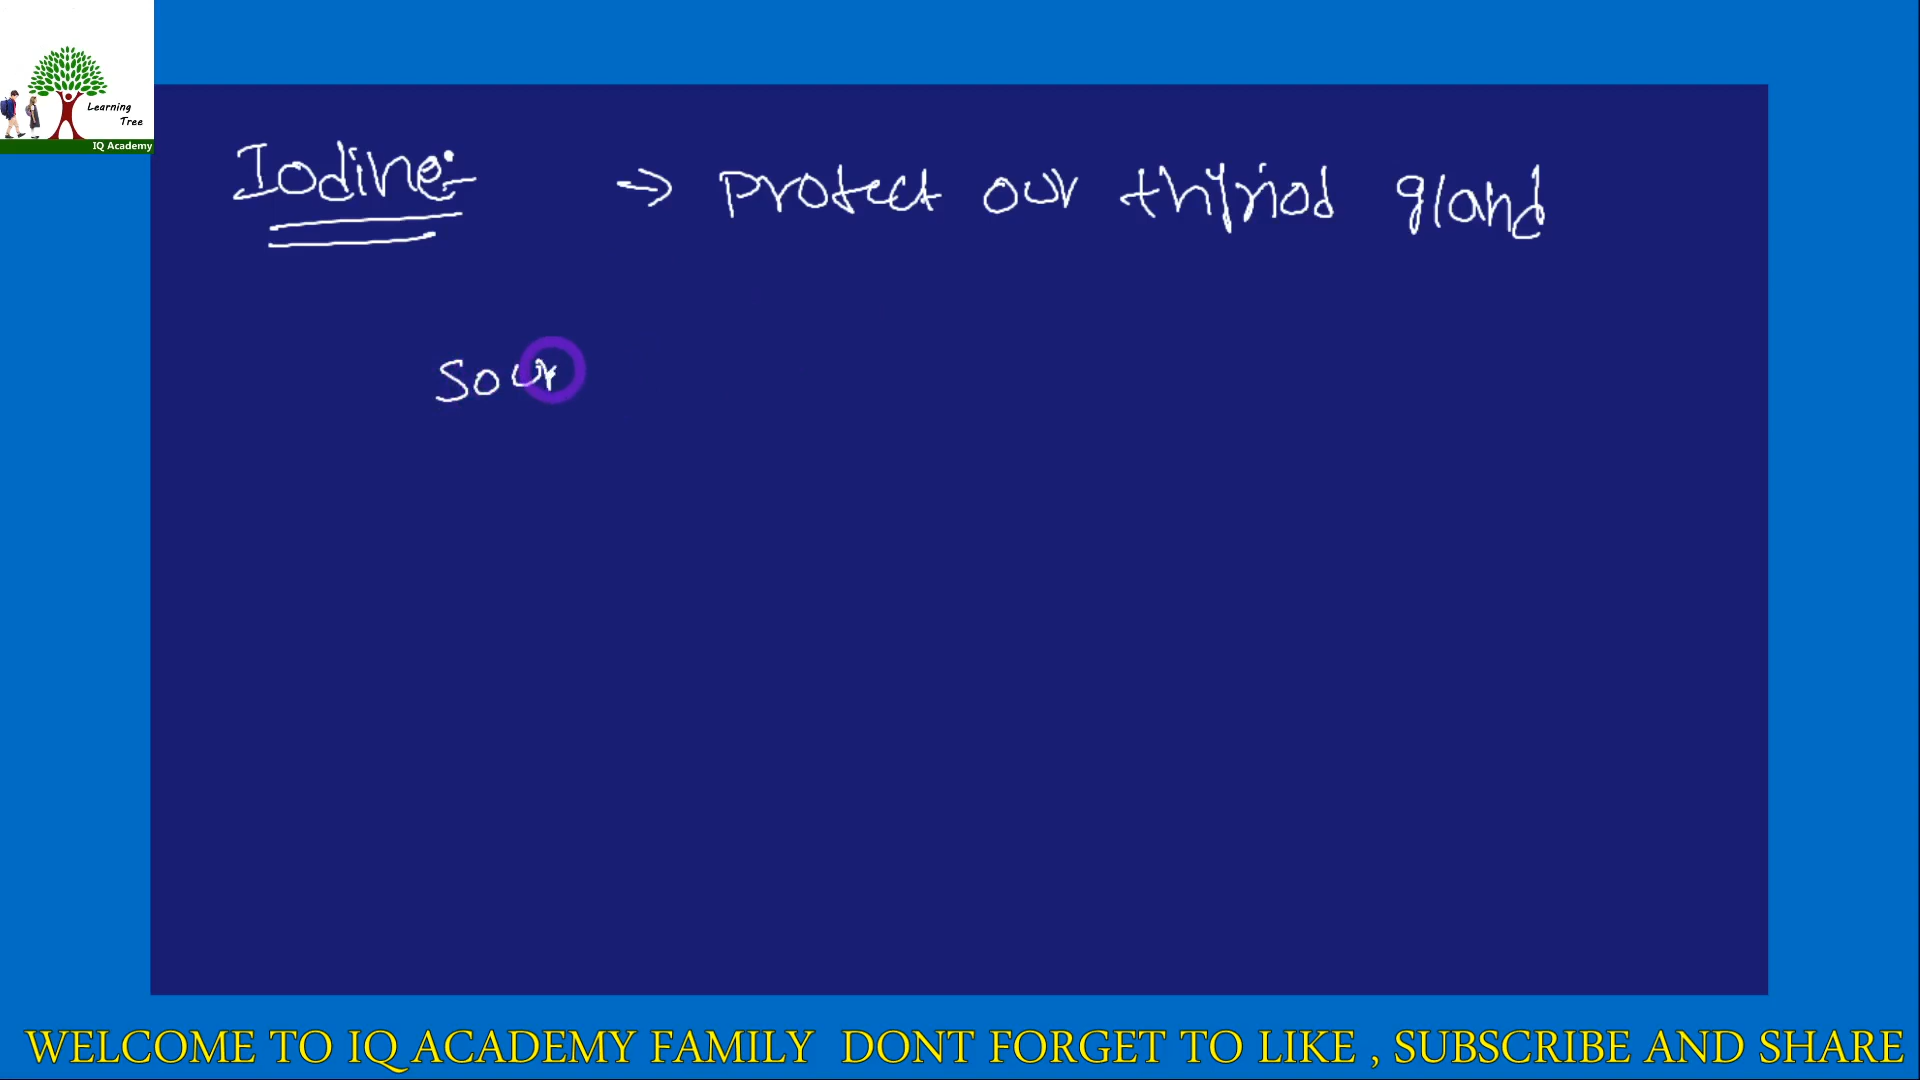 Learning
Tree
IQ Academy
Iodine:- → protect our thyriod gland
Sour
WELCOME TO IQ ACADEMY FAMILY DONT FORGET TO LIKE , SUBSCRIBE AND SHARE